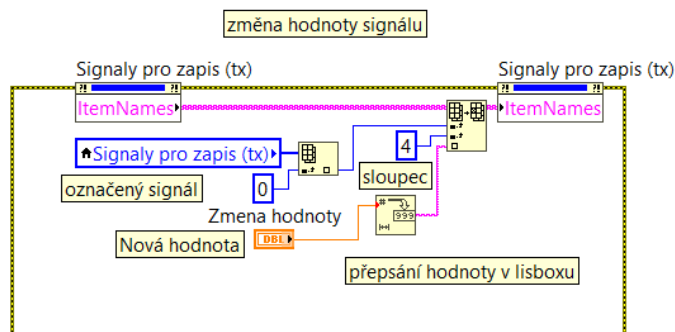 změna hodnoty signálu
Signaly pro zapis (tx)
Signaly pro zapis (tx)
?!
?!
?!
?!
ItemNames
ItemNames
Signaly pro zapis (tx)
4
označený signál
0
sloupec
Zmena hodnoty
#
999
Nová hodnota
DBL
přepsání hodnoty v lisboxu